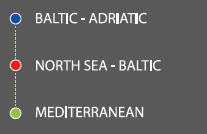 BALTIC - ADRIATIC
NORTH SEA - BALTIC
MEDITERRANEAN